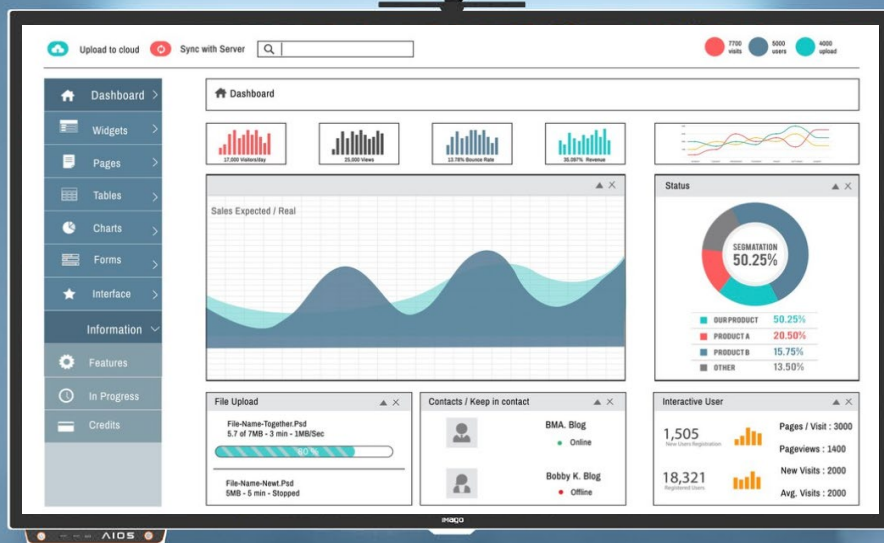 Upload to cloud
Sync with Server
7700
visits
5000
users
4000
upload
Dashboard
Widgets
Pages
Tables
Charts
Forms
Interface
Information
Features
In Progress
Credits
Dashboard
17,000 Visitors/day
25,000 Views
13.78% Bounce Rate
35.097% Revenue
Sales Expected / Real
Status
SEGMATATION
50.25%
OUR PRODUCT 50.25%
PRODUCT A 20.50%
PRODUCT B 15.75%
OTHER 13.50%
File Upload
File-Name-Together.Psd
5.7 of 7MB - 3 min - 1MB/Sec
80 %
File-Name-Newt.Psd
5MB - 5 min - Stopped
Contacts / Keep in contact
BMA. Blog
Online
Bobby K. Blog
Offline
Interactive User
1,505
New Users Registration
18,321
Registered Users
Pages / Visit : 3000
Pageviews : 1400
New Visits : 2000
Avg. Visits : 2000
iMago
AIOS